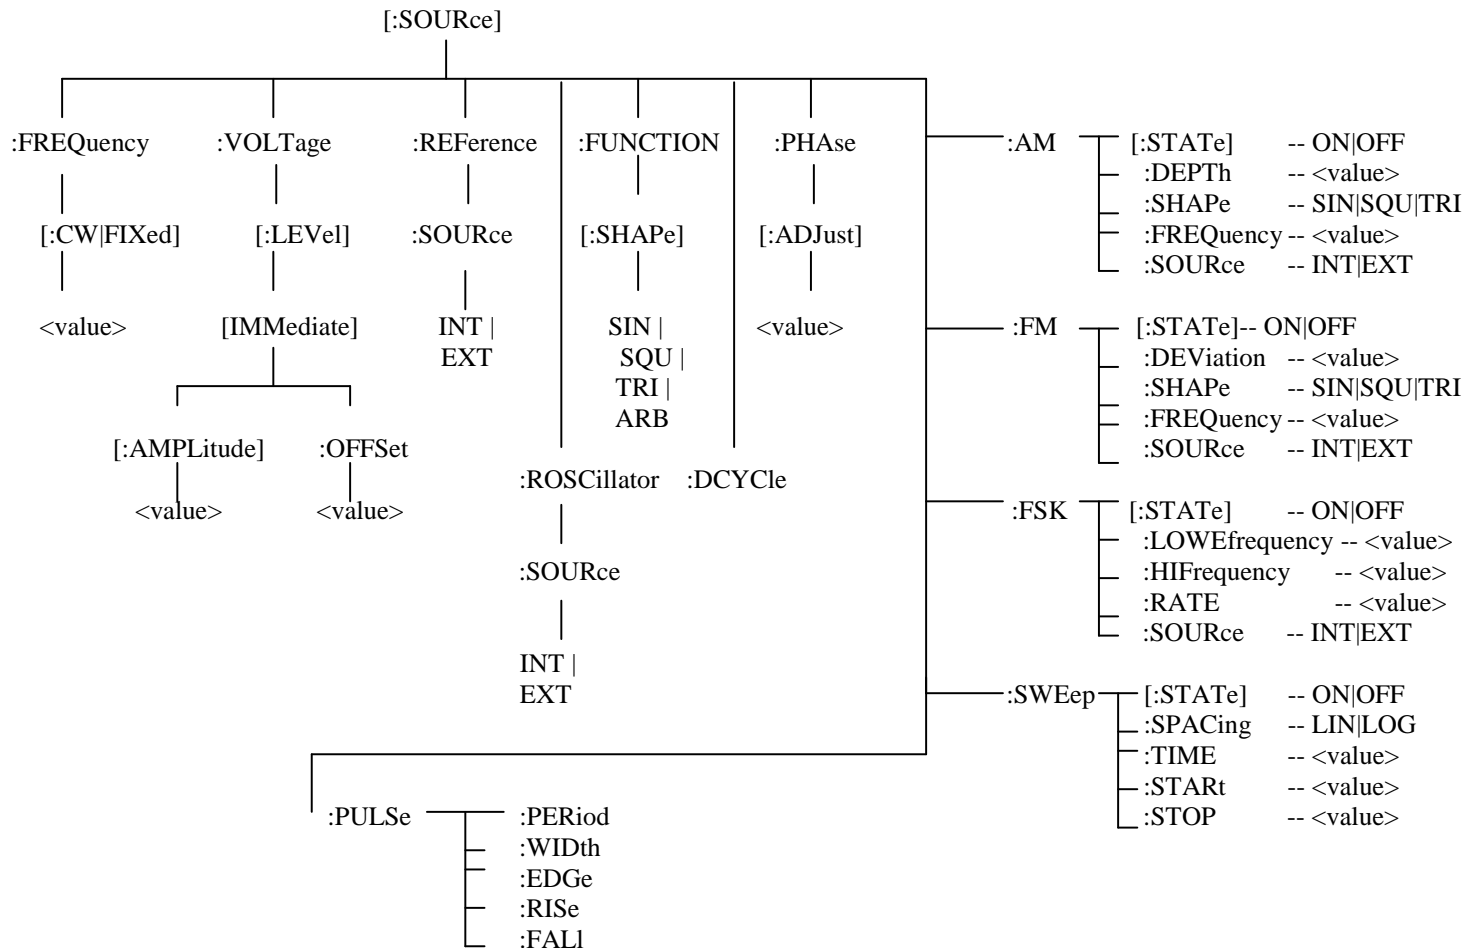 [:SOURce]
:FREQuency :VOLTage :REFerence :FUNCTION :PHAse
[:CW|FIXed] [:LEVel] :SOURce [:SHAPe] [:ADJust]
<value> [IMMediate] INT | SIN | <value>
EXT SQU |
TRI |
ARB
[:AMPLitude] :OFFSet
<value> <value>
:ROSCillator :DCYCle
:SOURce
INT |
EXT
:AM [:STATe] -- ON|OFF
:DEPTh -- <value>
:SHAPe -- SIN|SQU|TRI
:FREQuency -- <value>
:SOURce -- INT|EXT
:FM [:STATe]-- ON|OFF
:DEViation -- <value>
:SHAPe -- SIN|SQU|TRI
:FREQuency -- <value>
:SOURce -- INT|EXT
:FSK [:STATe] -- ON|OFF
:LOWEfrequency -- <value>
:HIFrequency -- <value>
:RATE -- <value>
:SOURce -- INT|EXT
:SWEep [:STATe] -- ON|OFF
:SPACing -- LIN|LOG
:TIME -- <value>
:STARt -- <value>
:STOP -- <value>
:PULSe :PERiod
:WIDth
:EDGe
:RISe
:FALl